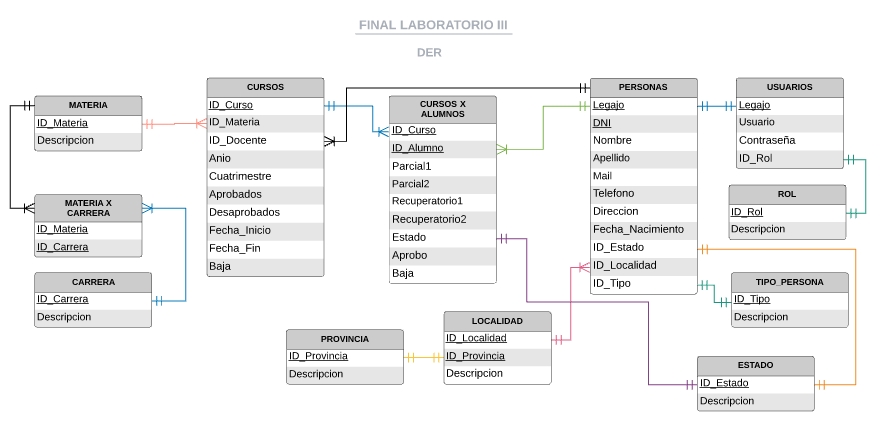 FINAL LABORATORIO III
DER
MATERIA
ID_Materia
Descripcion
MATERIA X
CARRERA
ID_Materia
ID_Carrera
CARRERA
ID_Carrera
Descripcion
CURSOS
ID_Curso
ID_Materia
ID_Docente
Anio
Cuatrimestre
Aprobados
Desaprobados
Fecha_Inicio
Fecha_Fin
Baja
CURSOS X
ALUMNOS
ID_Curso
ID_Alumno
Parcial1
Parcial2
Recuperatorio1
Recuperatorio2
Estado
Aprobo
Baja
PERSONAS
Legajo
DNI
Nombre
Apellido
Mail
Telefono
Direccion
Fecha_Nacimiento
ID_Estado
ID_Localidad
ID_Tipo
USUARIOS
Legajo
Usuario
Contraseña
ID_Rol
ROL
ID_Rol
Descripcion
TIPO_PERSONA
ID_Tipo
Descripcion
PROVINCIA
ID_Provincia
Descripcion
LOCALIDAD
ID_Localidad
ID_Provincia
Descripcion
ESTADO
ID_Estado
Descripcion